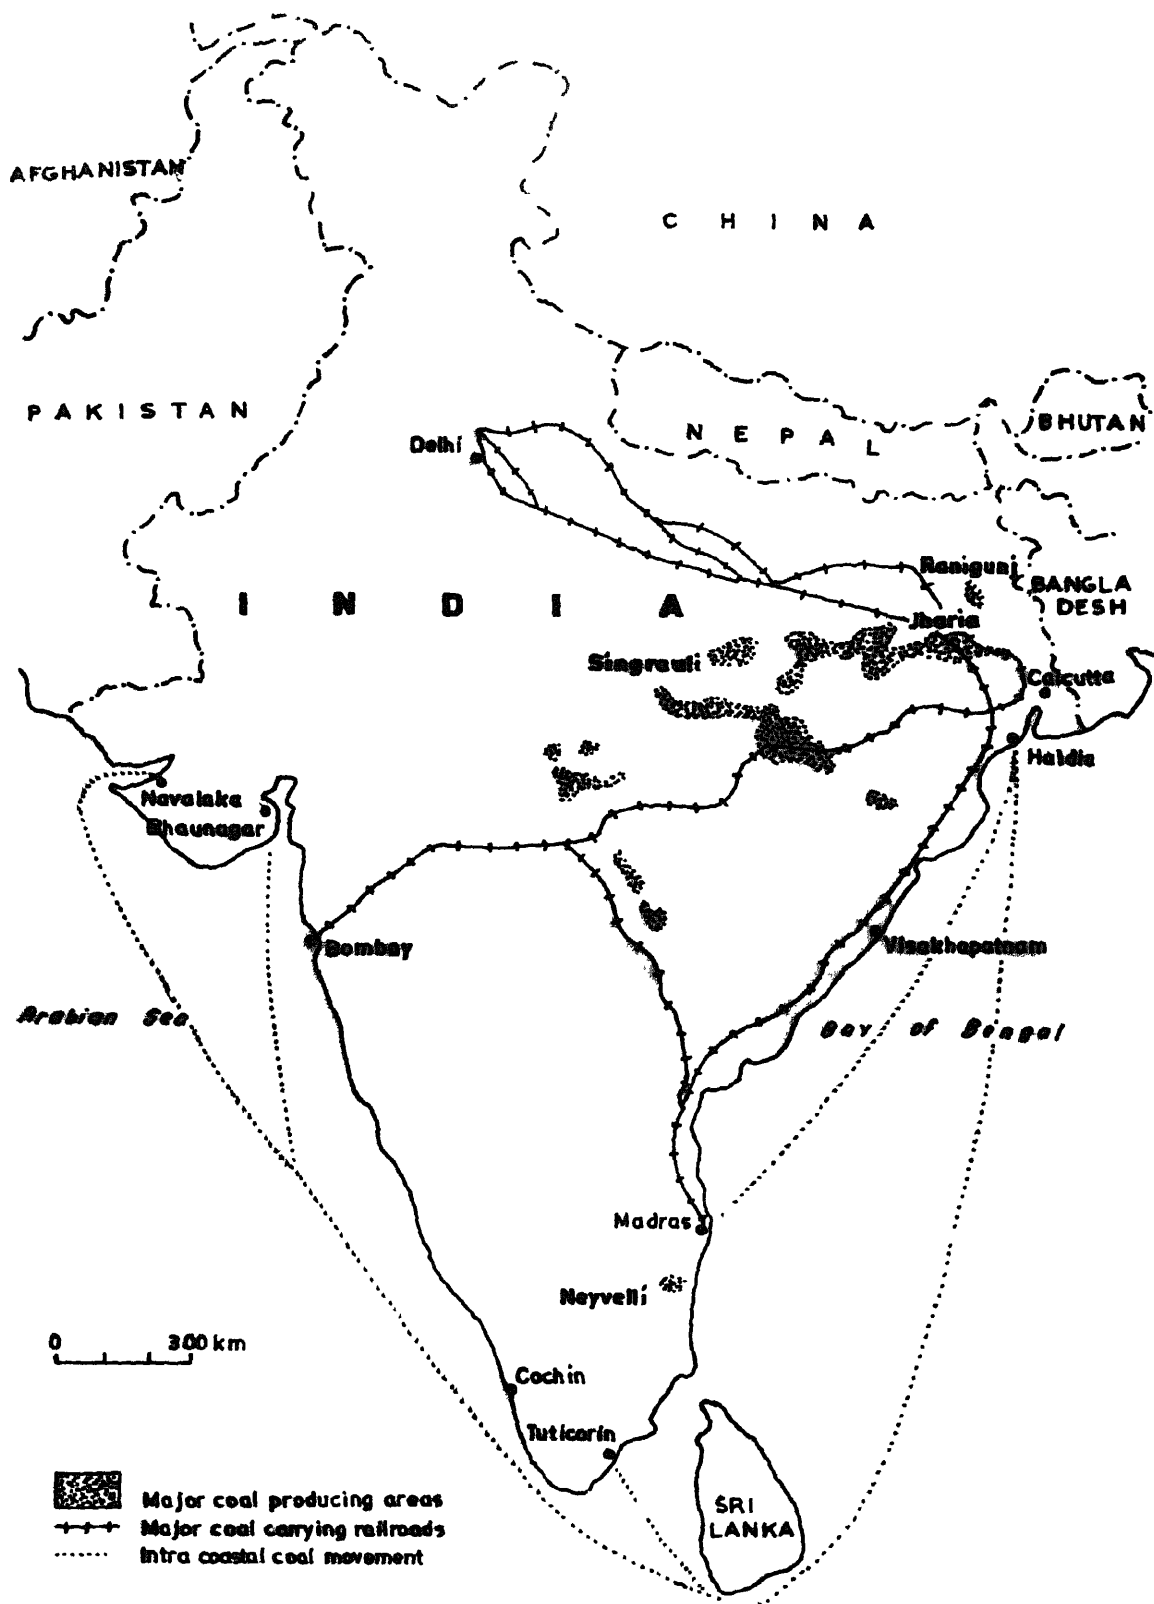 AFGHANISTAN
CHINA
PAKISTAN
NEPAL
BHUTAN
Delhi
Raniganj
BANGLA
DESH
INDIA
Jharia
Singrauli
Calcutta
Haldia
Navalaka
Bhaunagar
Bombay
Visakhapatnam
Arabian Sea
Bay of Bengal
Madras
Neyvelli
0 300 km
Cochin
Tuticorin
SRI
LANKA
Major coal producing areas
Major coal carrying railroads
Intra coastal coal movement